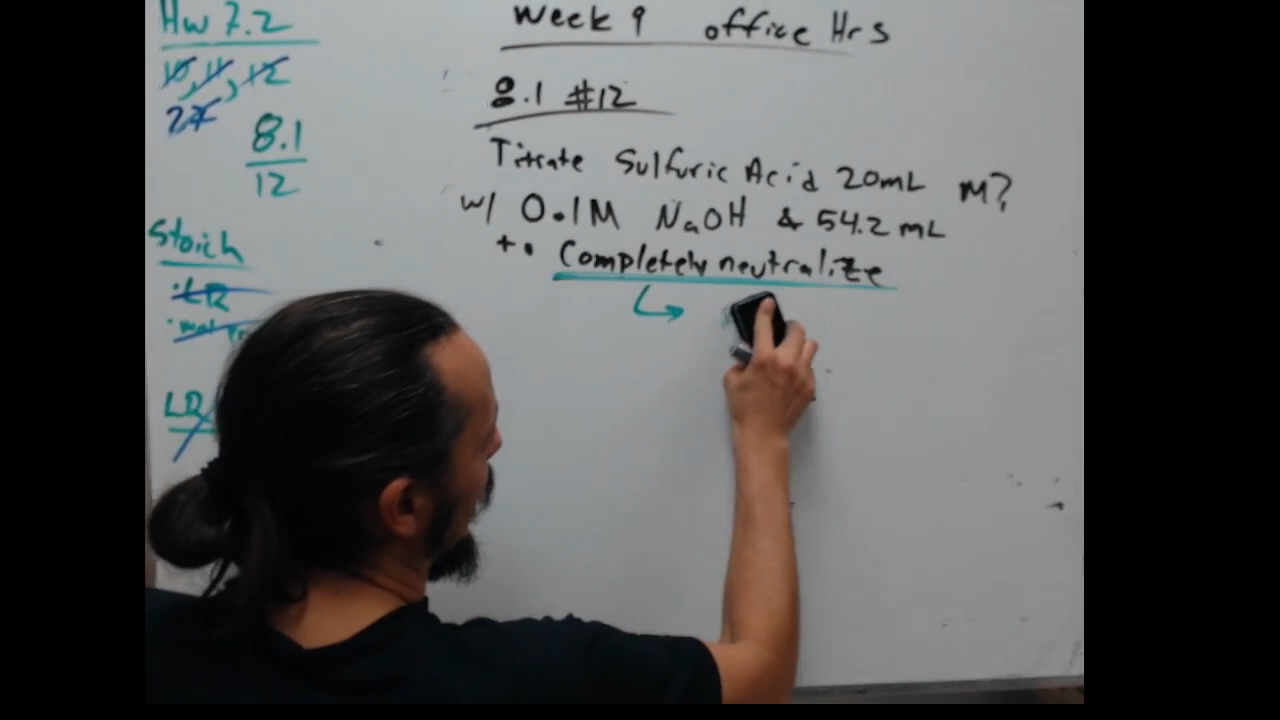 Hw 7.2
10, 11, 12
27
8.1
12
Stoich
LR
LR
Week 9 office Hrs
8.1 #12
Titrate Sulfuric Acid 20mL M?
w/ 0.1M NaOH & 54.2 mL
to Completely neutralize